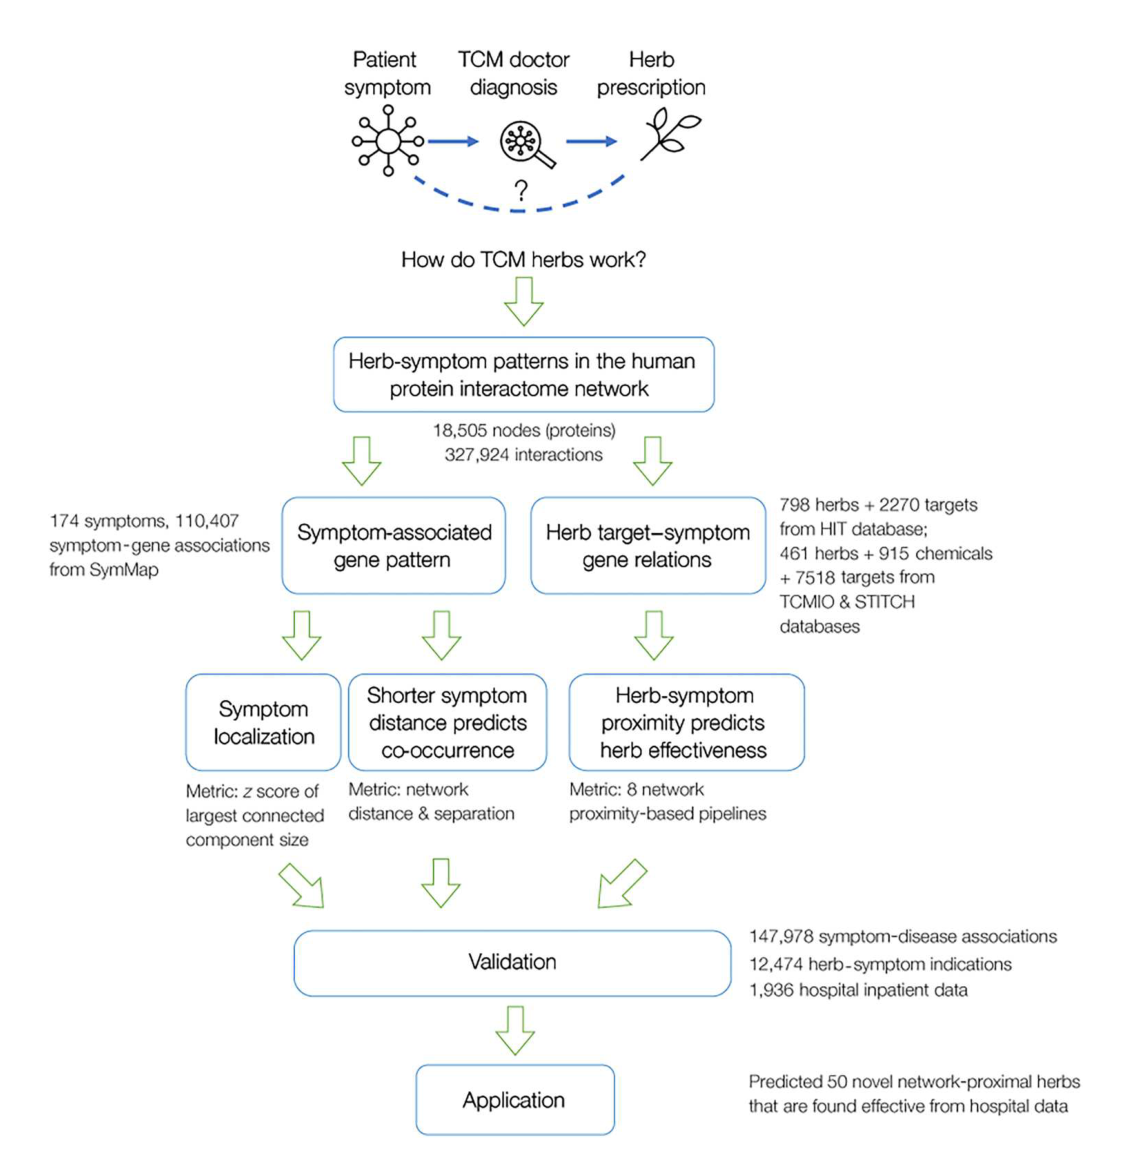 Patient
symptom
TCM doctor
diagnosis
Herb
prescription
?
How do TCM herbs work?
Herb-symptom patterns in the human
protein interactome network
18,505 nodes (proteins)
327,924 interactions
174 symptoms, 110,407
symptom-gene associations
from SymMap
Symptom-associated
gene pattern
Herb target–symptom
gene relations
798 herbs + 2270 targets
from HIT database;
461 herbs + 915 chemicals
+ 7518 targets from
TCMIO & STITCH
databases
Symptom
localization
Shorter symptom
distance predicts
co-occurrence
Herb-symptom
proximity predicts
herb effectiveness
Metric: z score of
largest connected
component size
Metric: network
distance & separation
Metric: 8 network
proximity-based pipelines
Validation
147,978 symptom-disease associations
12,474 herb-symptom indications
1,936 hospital inpatient data
Application
Predicted 50 novel network-proximal herbs
that are found effective from hospital data